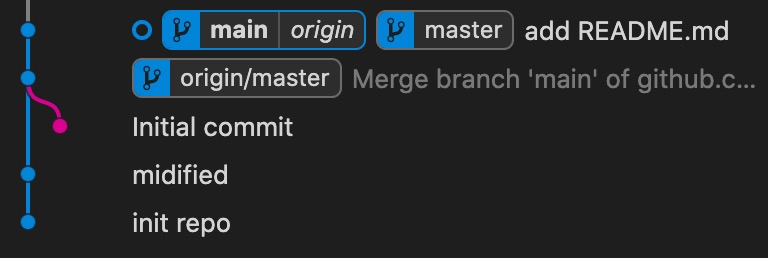 main origin master add README.md
origin/master Merge branch 'main' of github.c...
Initial commit
midified
init repo